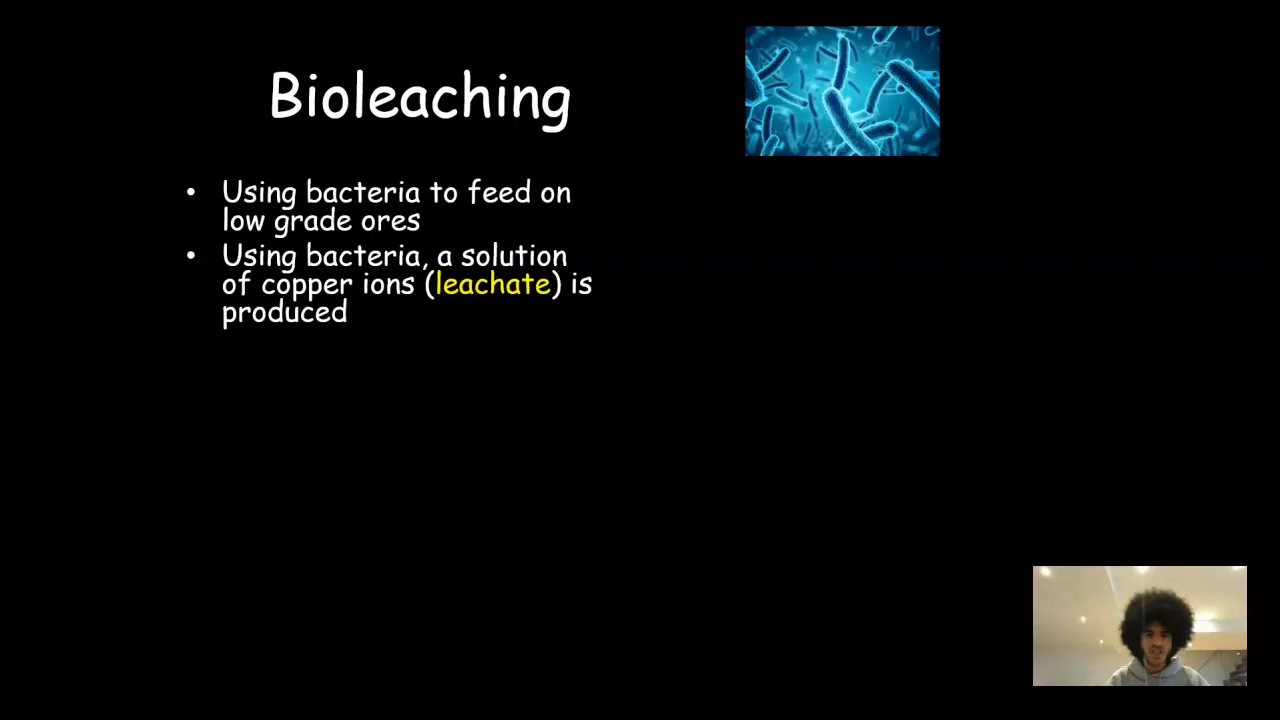 Bioleaching
• Using bacteria to feed on
low grade ores
• Using bacteria, a solution
of copper ions (leachate) is
produced